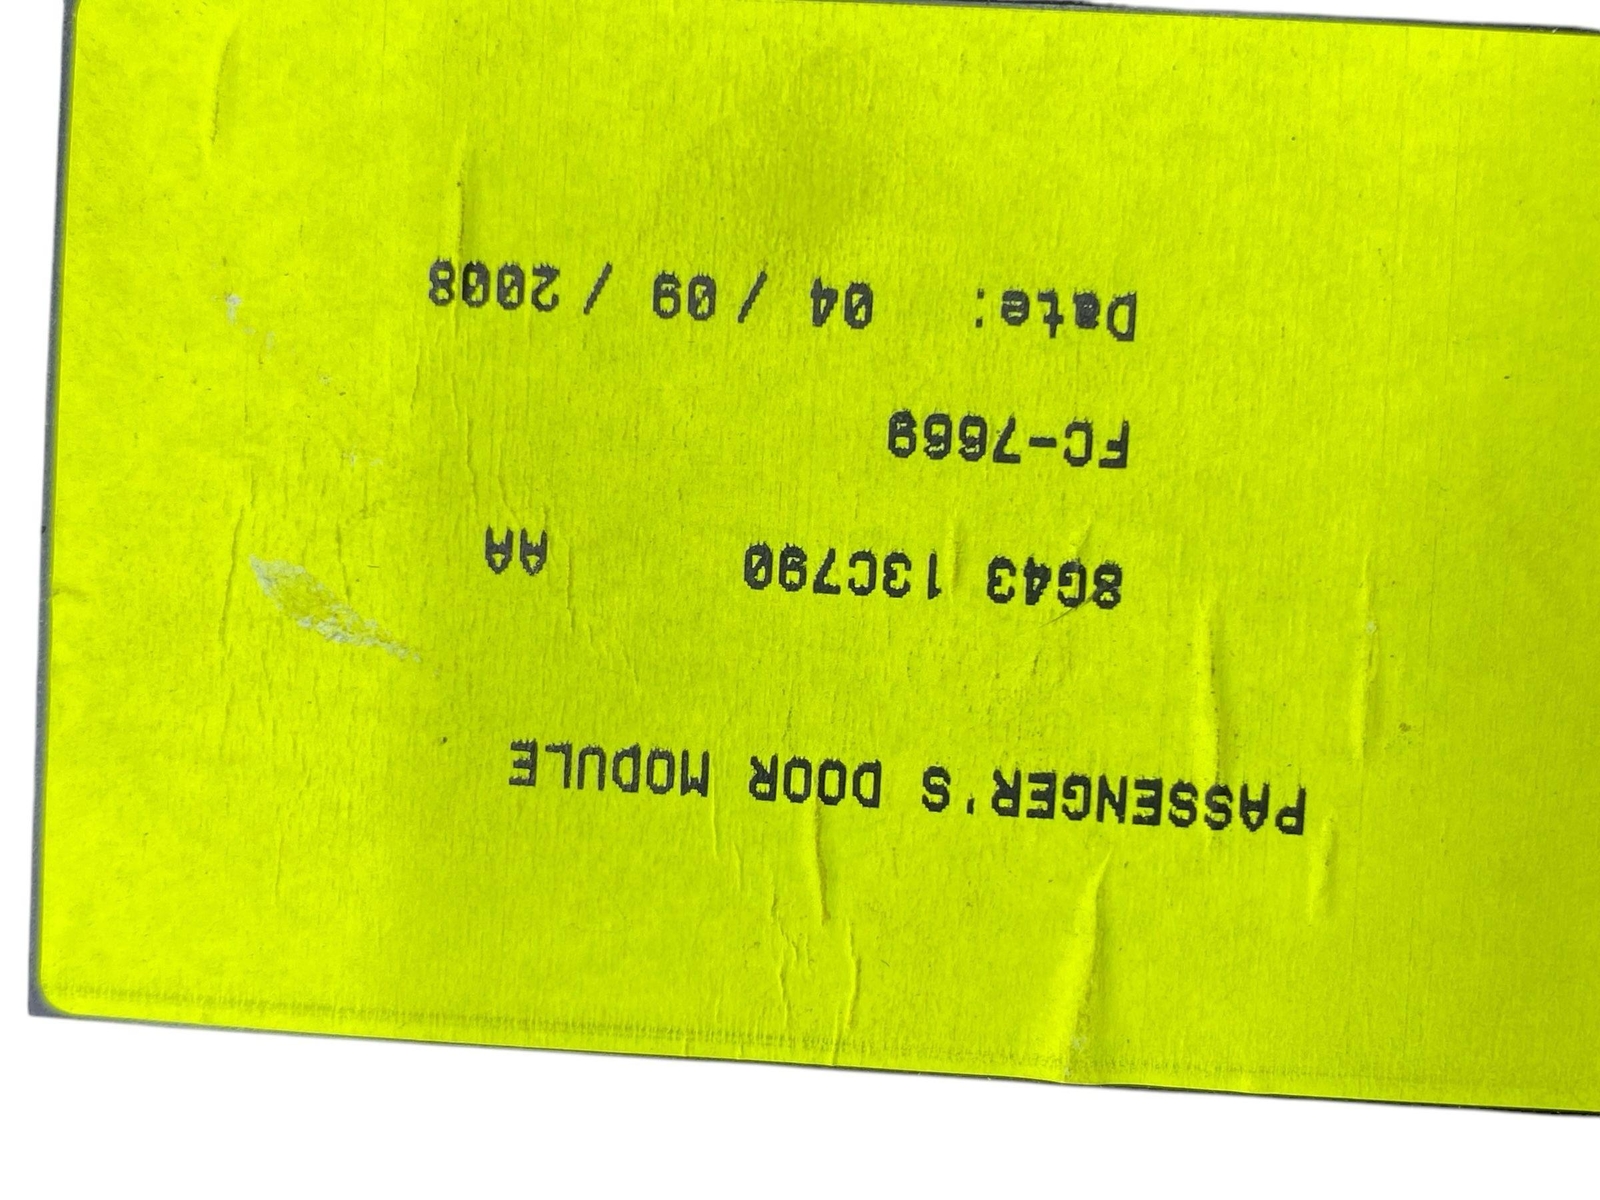 PASSENGER'S DOOR MODULE
8G43 13C790 AA
FC-7669
Date: 04 / 09 / 2008